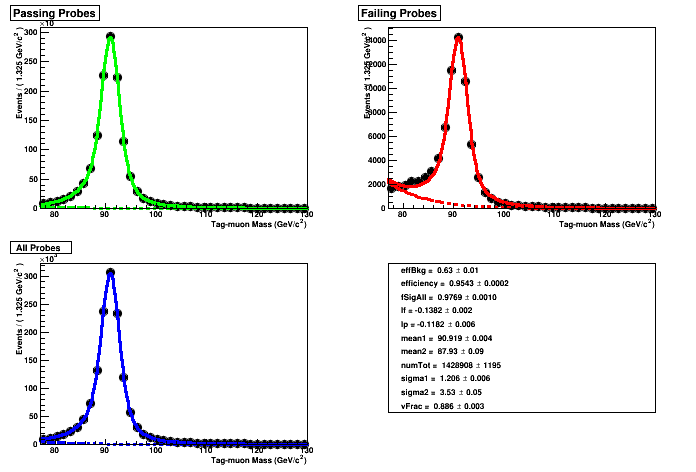 Passing Probes
×10³
Events / ( 1.325 GeV/c² )
300
250
200
150
100
50
0
80 90 100 110 120 130
Tag-muon Mass (GeV/c²)
Failing Probes
Events / ( 1.325 GeV/c² )
14000
12000
10000
8000
6000
4000
2000
0
80 90 100 110 120 130
Tag-muon Mass (GeV/c²)
All Probes
×10³
Events / ( 1.325 GeV/c² )
300
250
200
150
100
50
0
80 90 100 110 120 130
Tag-muon Mass (GeV/c²)
effBkg = 0.63 ± 0.01
efficiency = 0.9543 ± 0.0002
fSigAll = 0.9769 ± 0.0010
lf = -0.1382 ± 0.002
lp = -0.1182 ± 0.006
mean1 = 90.919 ± 0.004
mean2 = 87.93 ± 0.09
numTot = 1428908 ± 1195
sigma1 = 1.206 ± 0.006
sigma2 = 3.53 ± 0.05
vFrac = 0.886 ± 0.003